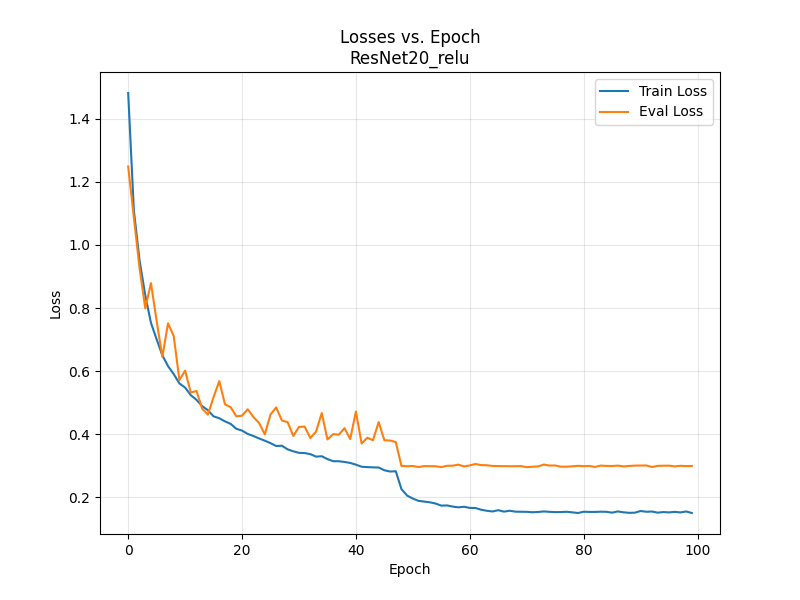 Losses vs. Epoch
ResNet20_relu
Train Loss
Eval Loss
1.4
1.2
1.0
0.8
0.6
0.4
0.2
Loss
0 20 40 60 80 100
Epoch